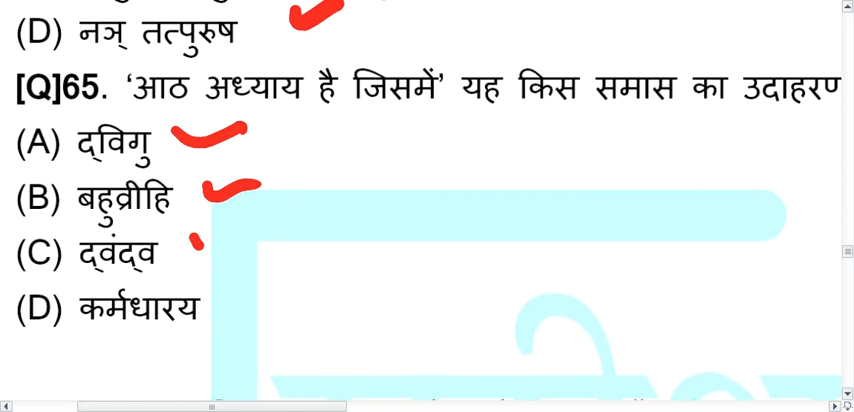 (D) नञ् तत्पुरुष
[Q]65. ‘आठ अध्याय है जिसमें’ यह किस समास का उदाहरण
(A) द्विगु
(B) बहुव्रीहि
(C) द्वंद्व
(D) कर्मधारय